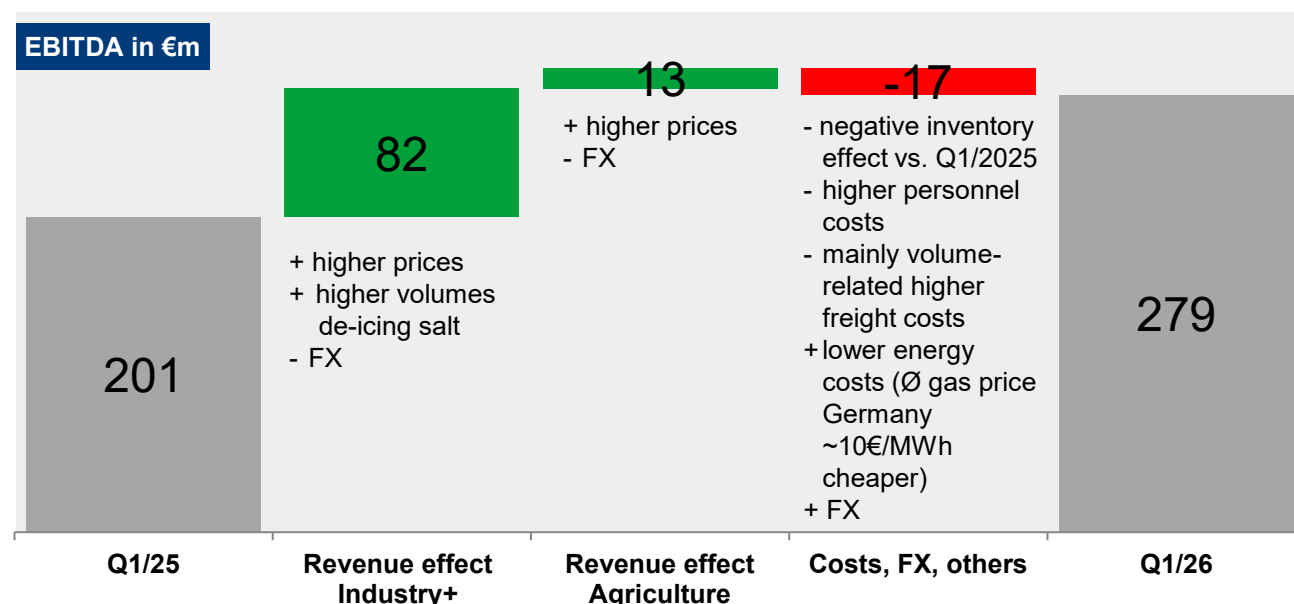 EBITDA in €m
201
82
+ higher prices
+ higher volumes
de-icing salt
- FX
13
+ higher prices
- FX
-17
- negative inventory
effect vs. Q1/2025
- higher personnel
costs
- mainly volume-
related higher
freight costs
+ lower energy
costs (Ø gas price
Germany
~10€/MWh
cheaper)
+ FX
279
Q1/25
Revenue effect
Industry+
Revenue effect
Agriculture
Costs, FX, others
Q1/26